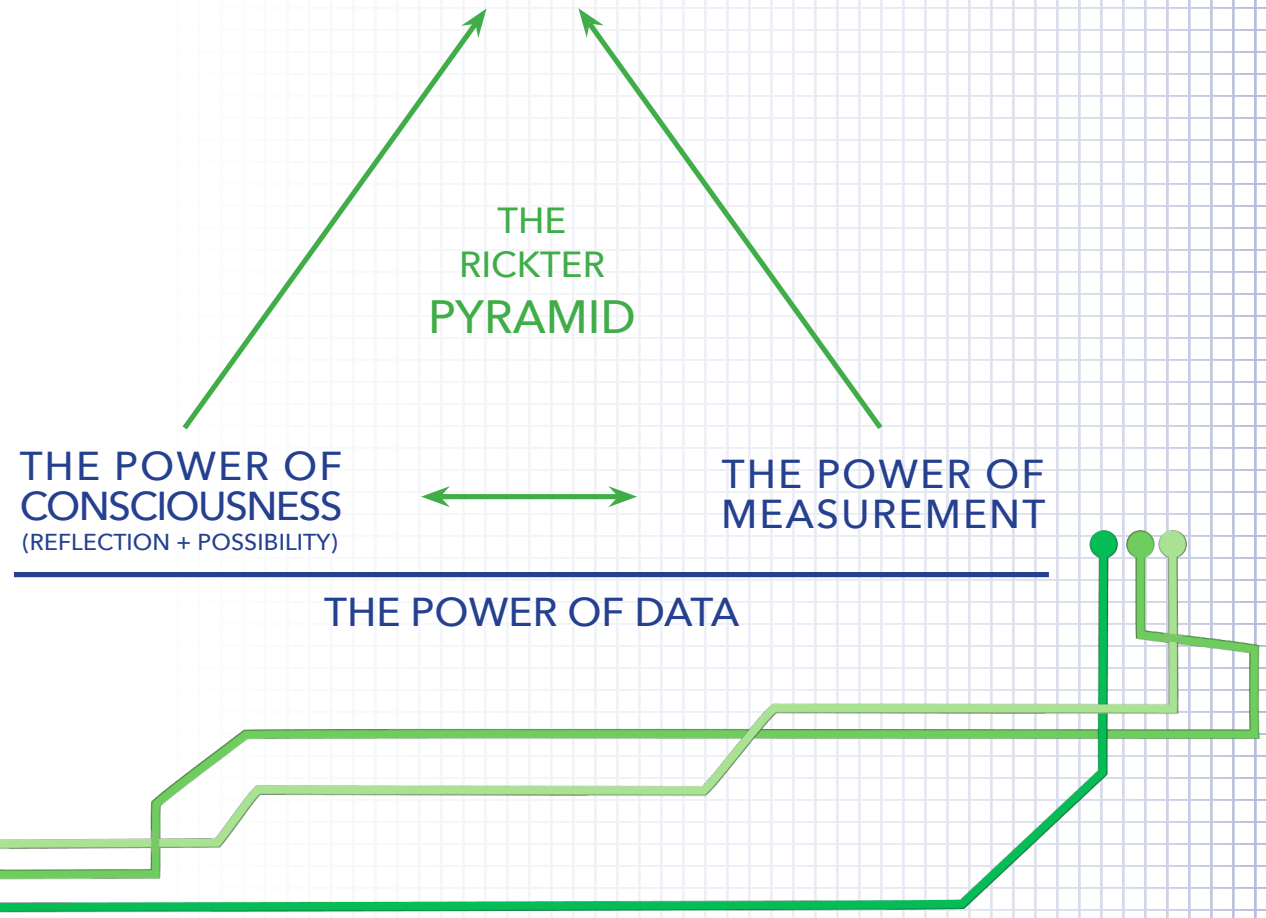 THE
RICKTER
PYRAMID
THE POWER OF
CONSCIOUSNESS
(REFLECTION + POSSIBILITY)
THE POWER OF
MEASUREMENT
THE POWER OF DATA